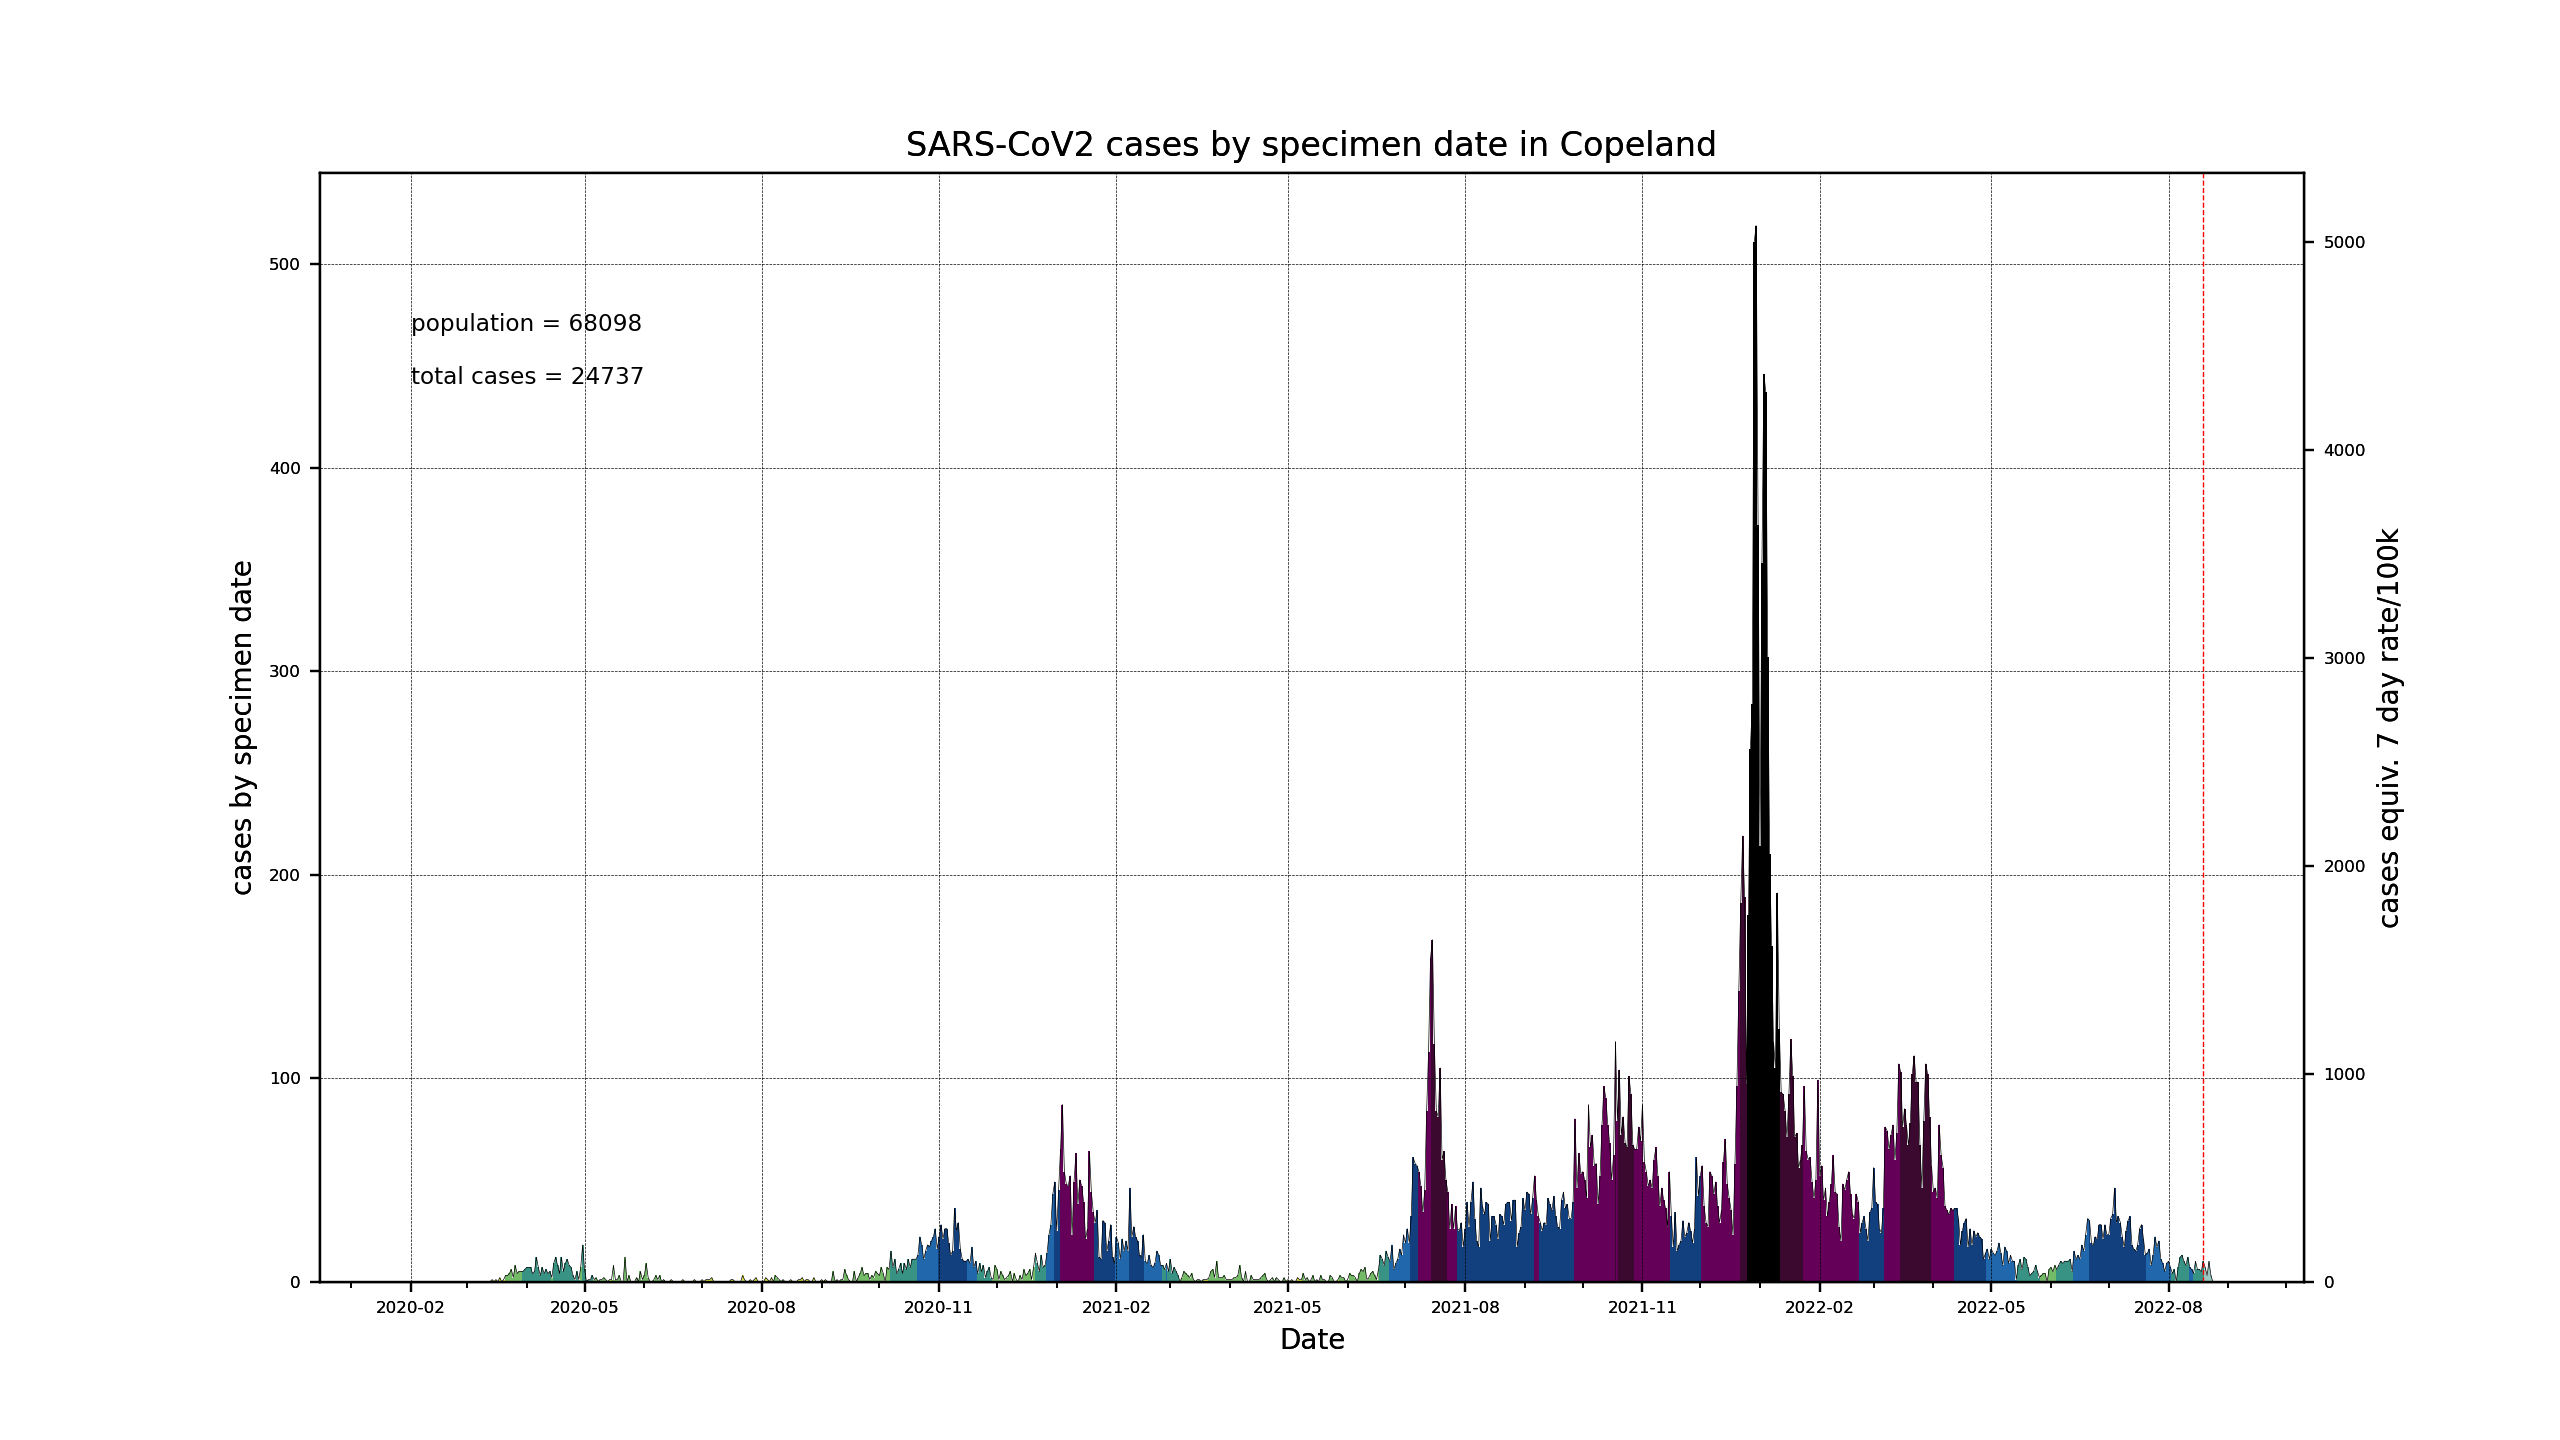 SARS-CoV2 cases by specimen date in Copeland
population = 68098
total cases = 24737
cases by specimen date
500
400
300
200
100
0
cases equiv. 7 day rate/100k
5000
4000
3000
2000
1000
0
2020-02 2020-05 2020-08 2020-11 2021-02 2021-05 2021-08 2021-11 2022-02 2022-05 2022-08
Date